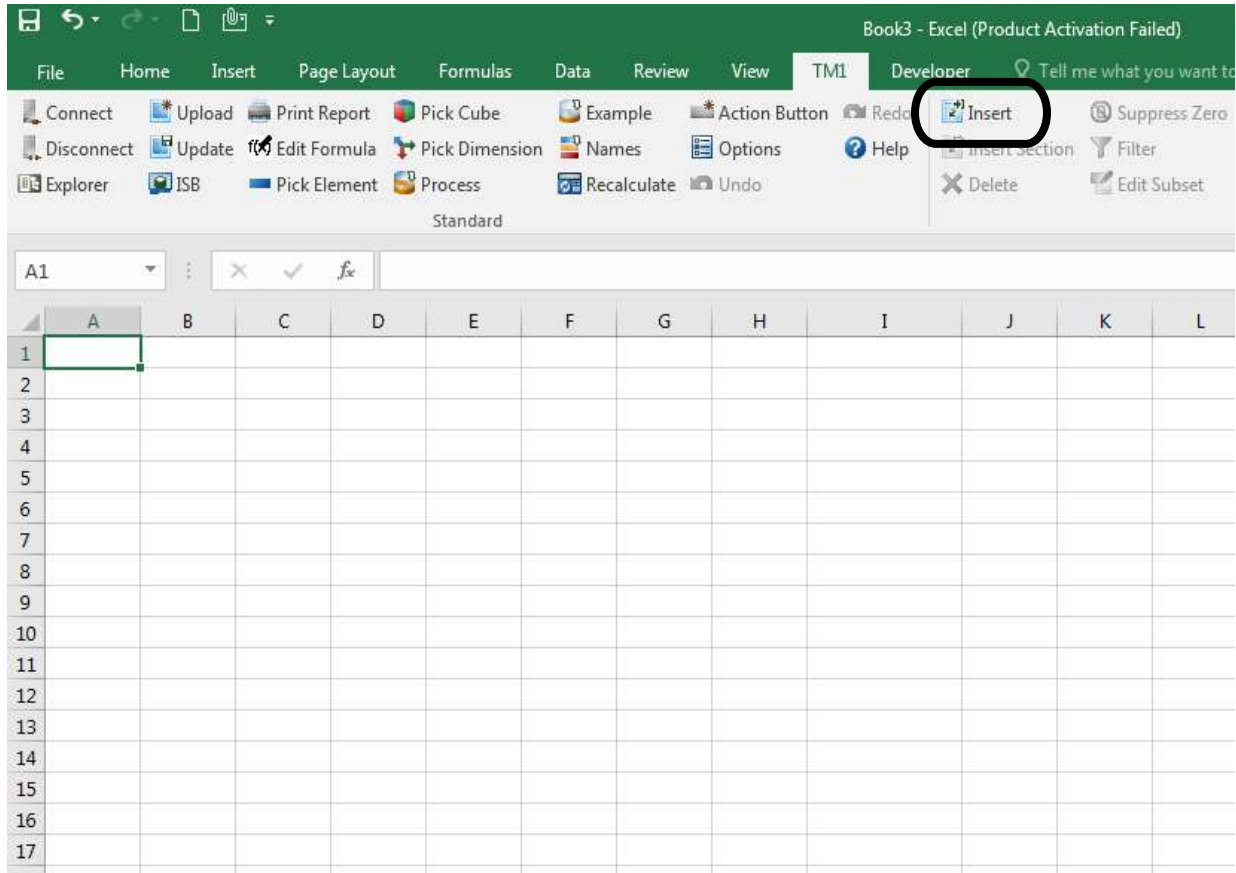 Book3 - Excel (Product Activation Failed)
File Home Insert Page Layout Formulas Data Review View TM1 Developer Tell me what you want to
Connect Upload Print Report Pick Cube Example Action Button Redo Insert Suppress Zero
Disconnect Update Edit Formula Pick Dimension Names Options Help Insert Section Filter
Explorer ISB Pick Element Process Recalculate Undo Delete Edit Subset
Standard
A1 fx
A B C D E F G H I J K L
1
2
3
4
5
6
7
8
9
10
11
12
13
14
15
16
17